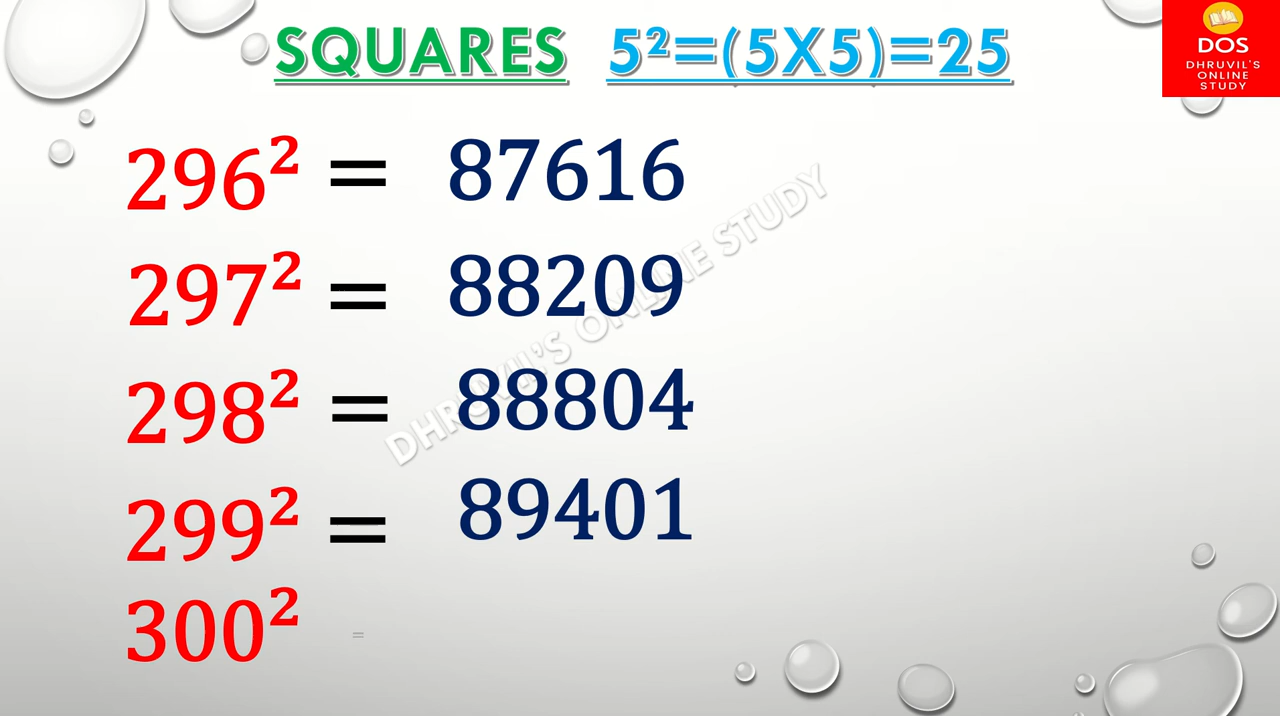 SQUARES 5²=(5X5)=25
DOS
DHRUVIL'S
ONLINE
STUDY
296² = 87616
297² = 88209
298² = 88804
299² = 89401
300² =
DHRUVIL'S ONLINE STUDY